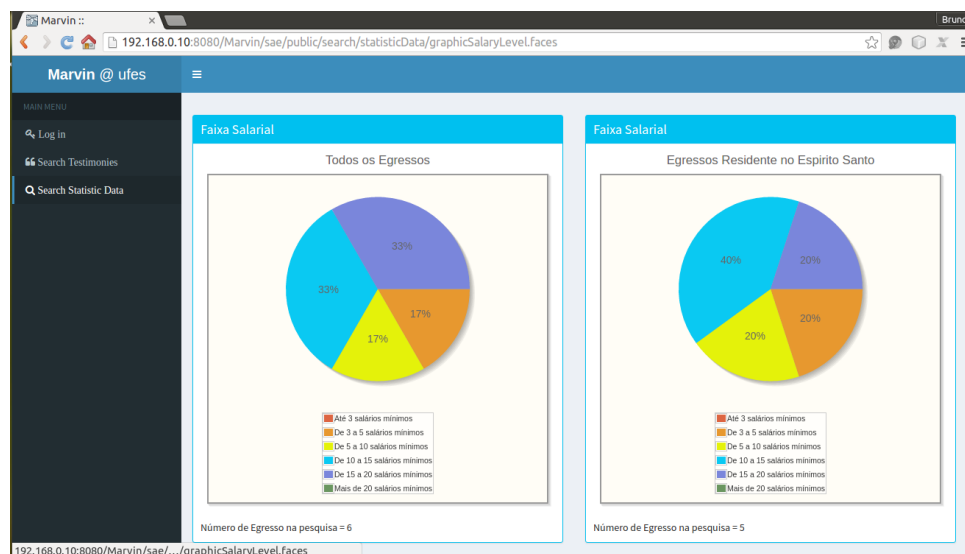 Marvin ::
Bruno
192.168.0.10:8080/Marvin/sae/public/search/statisticData/graphicSalaryLevel.faces
Marvin @ ufes
MAIN MENU
Log in
Search Testimonies
Search Statistic Data
Faixa Salarial
Todos os Egressos
33%
33%
17%
17%
Até 3 salários mínimos
De 3 a 5 salários mínimos
De 5 a 10 salários mínimos
De 10 a 15 salários mínimos
De 15 a 20 salários mínimos
Mais de 20 salários mínimos
Número de Egresso na pesquisa = 6
Faixa Salarial
Egressos Residente no Espirito Santo
40%
20%
20%
20%
Até 3 salários mínimos
De 3 a 5 salários mínimos
De 5 a 10 salários mínimos
De 10 a 15 salários mínimos
De 15 a 20 salários mínimos
Mais de 20 salários mínimos
Número de Egresso na pesquisa = 5
192.168.0.10:8080/Marvin/sae/.../graphicSalaryLevel.faces